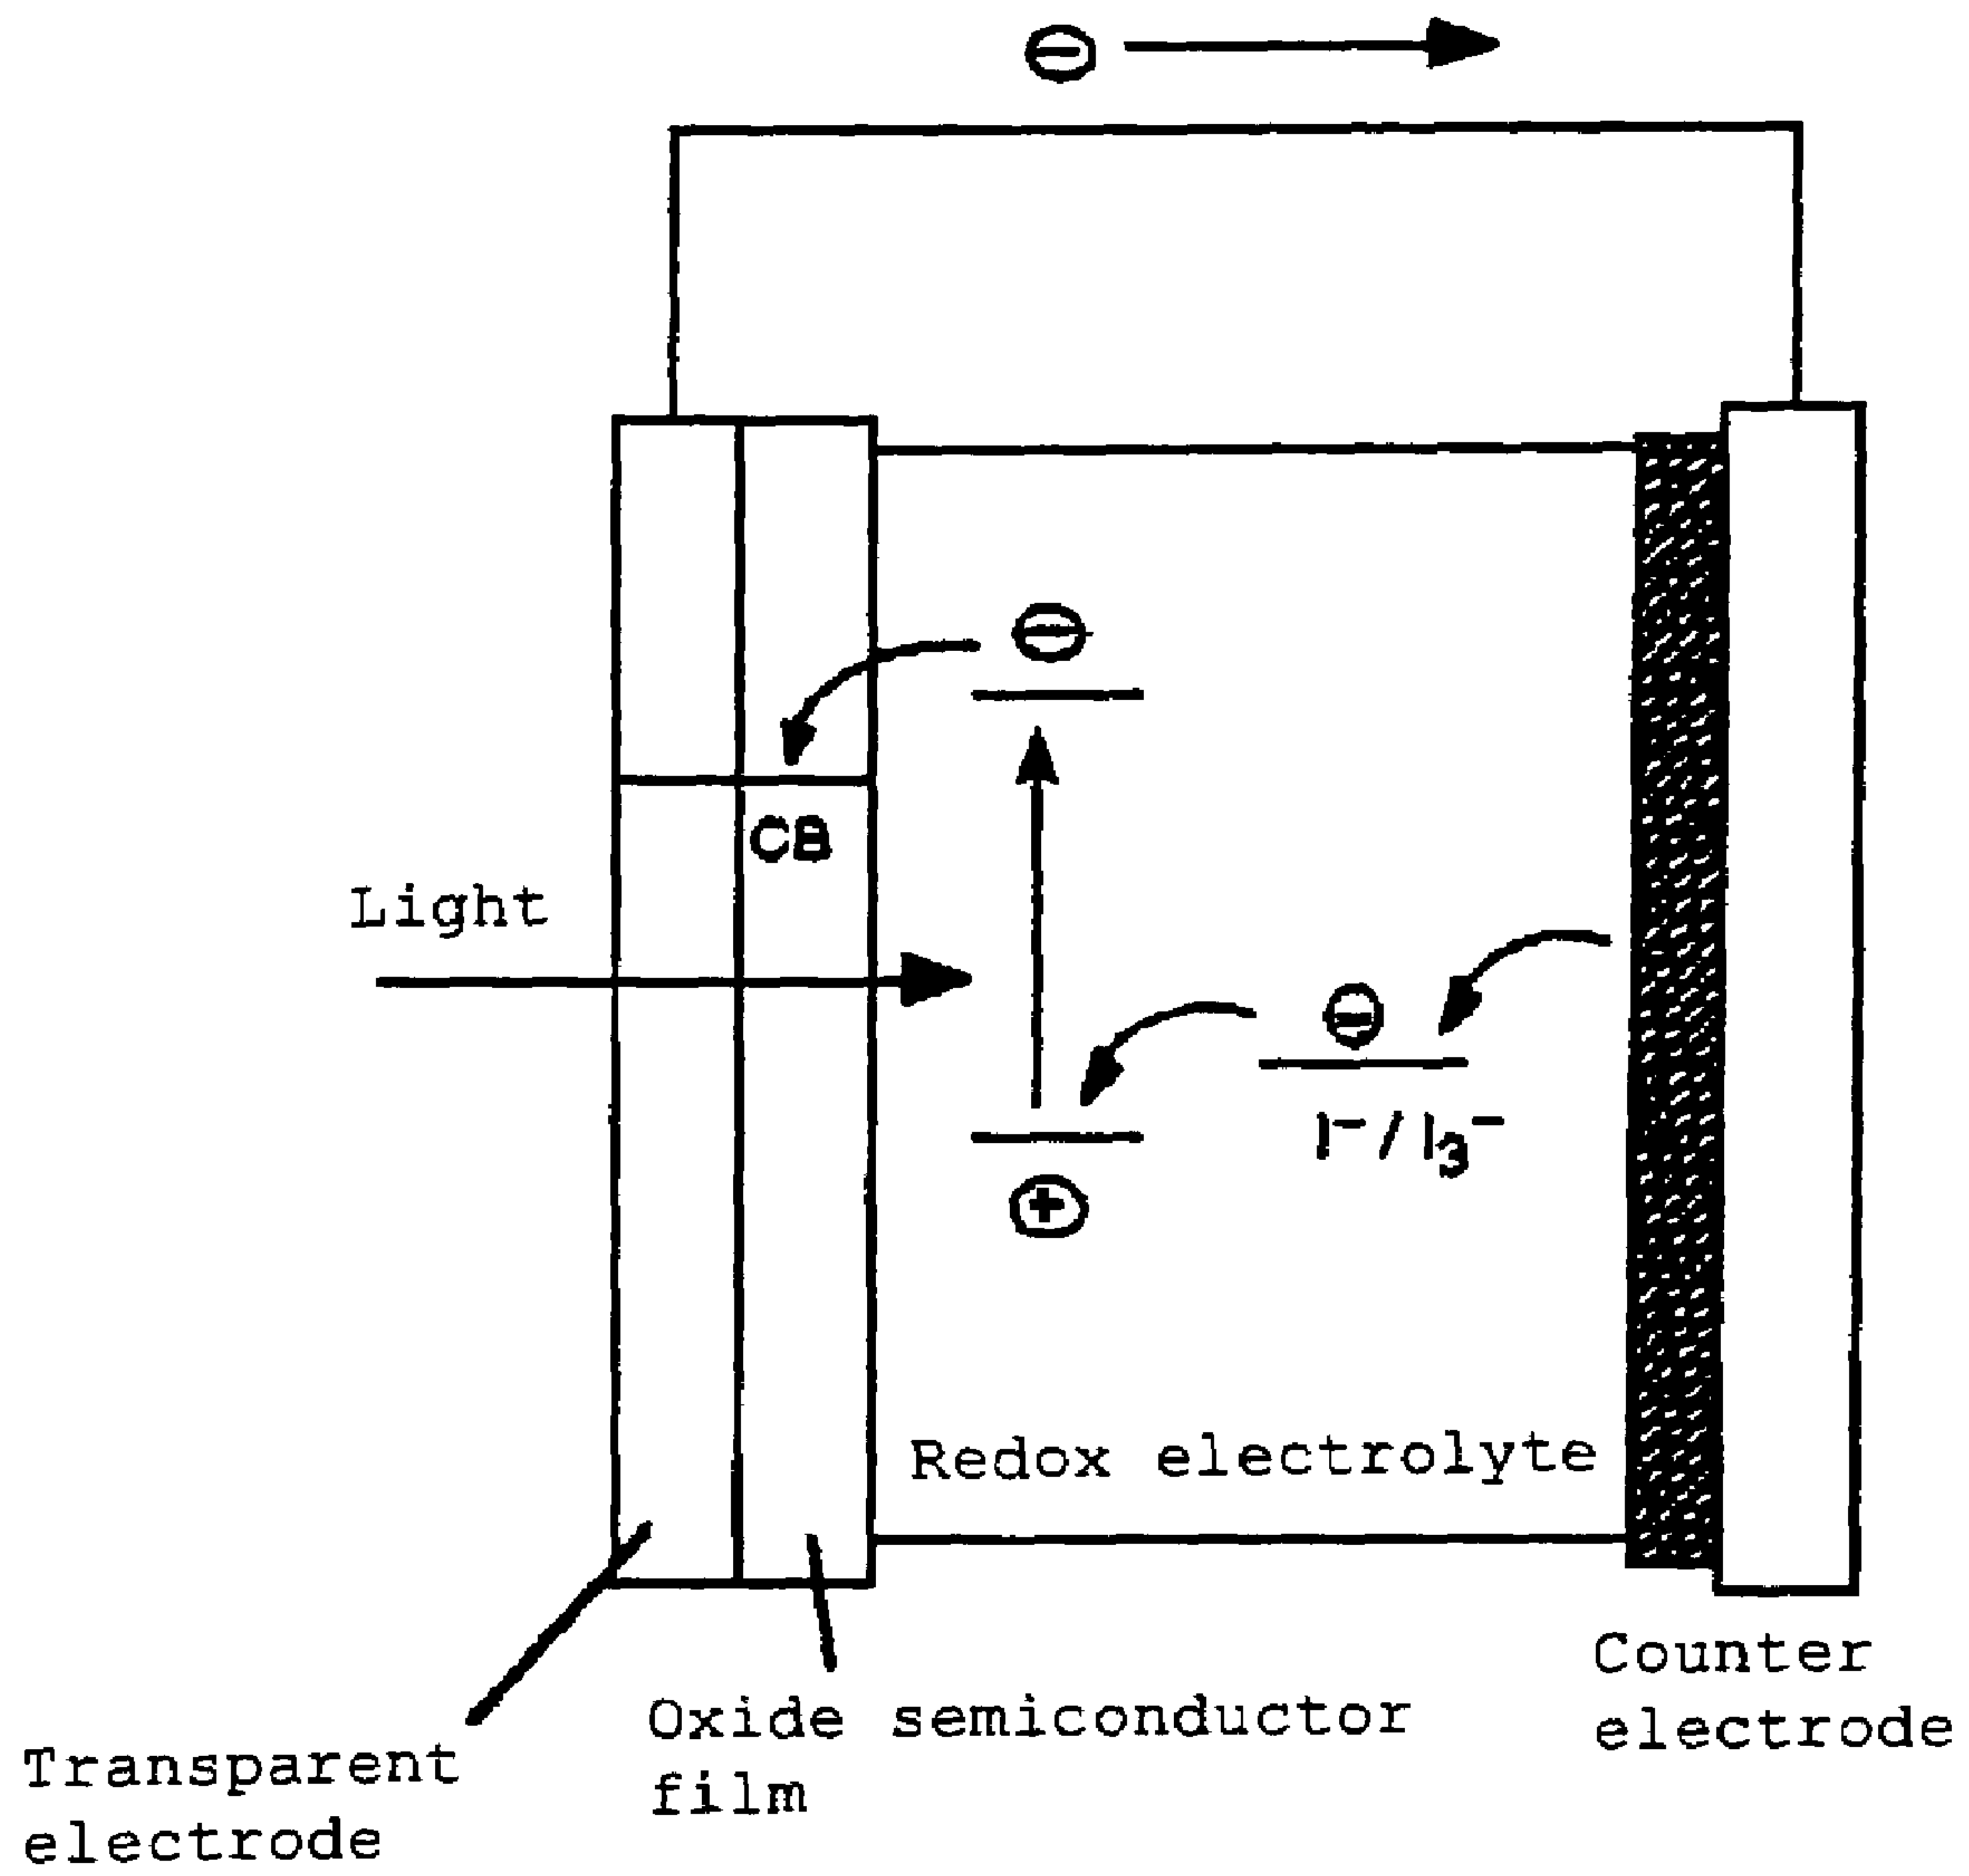 ⊖
CB
⊖
Light
⊖
I⁻/I₃⁻
⊕
Redox electrolyte
Counter
electrode
Oxide semiconductor
film
Transparent
electrode